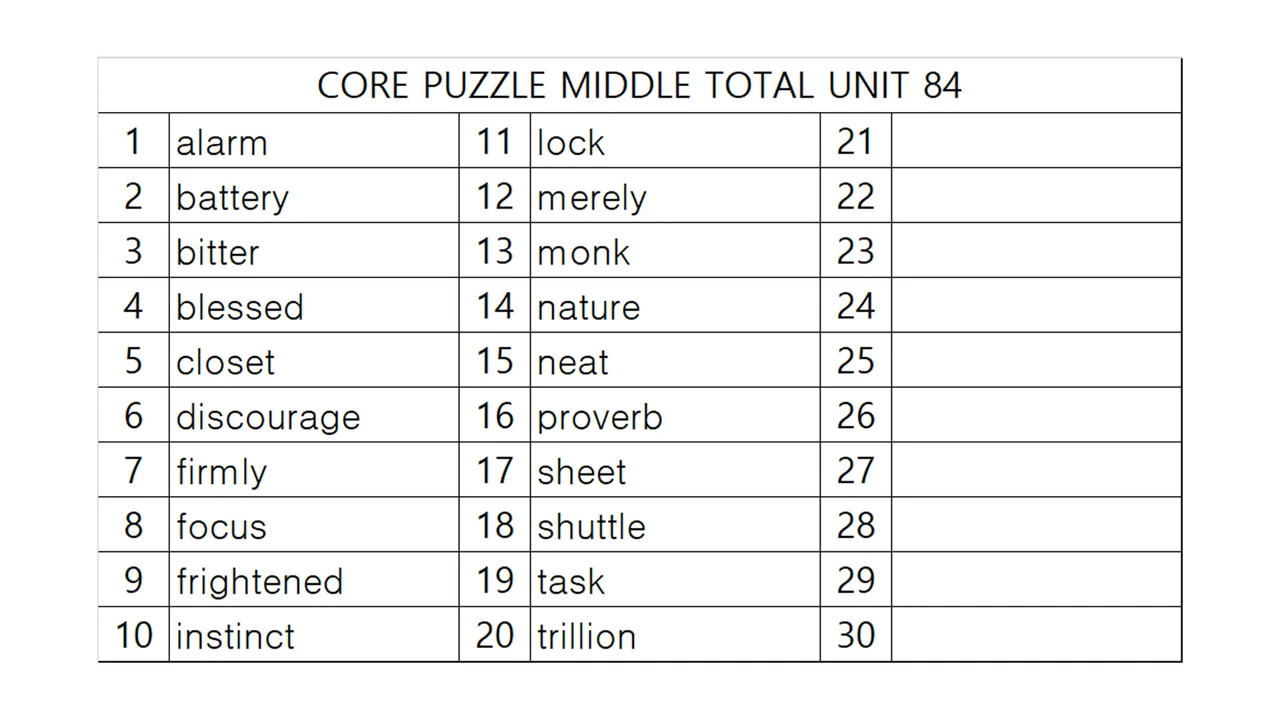 CORE PUZZLE MIDDLE TOTAL UNIT 84
1 alarm 11 lock 21
2 battery 12 merely 22
3 bitter 13 monk 23
4 blessed 14 nature 24
5 closet 15 neat 25
6 discourage 16 proverb 26
7 firmly 17 sheet 27
8 focus 18 shuttle 28
9 frightened 19 task 29
10 instinct 20 trillion 30